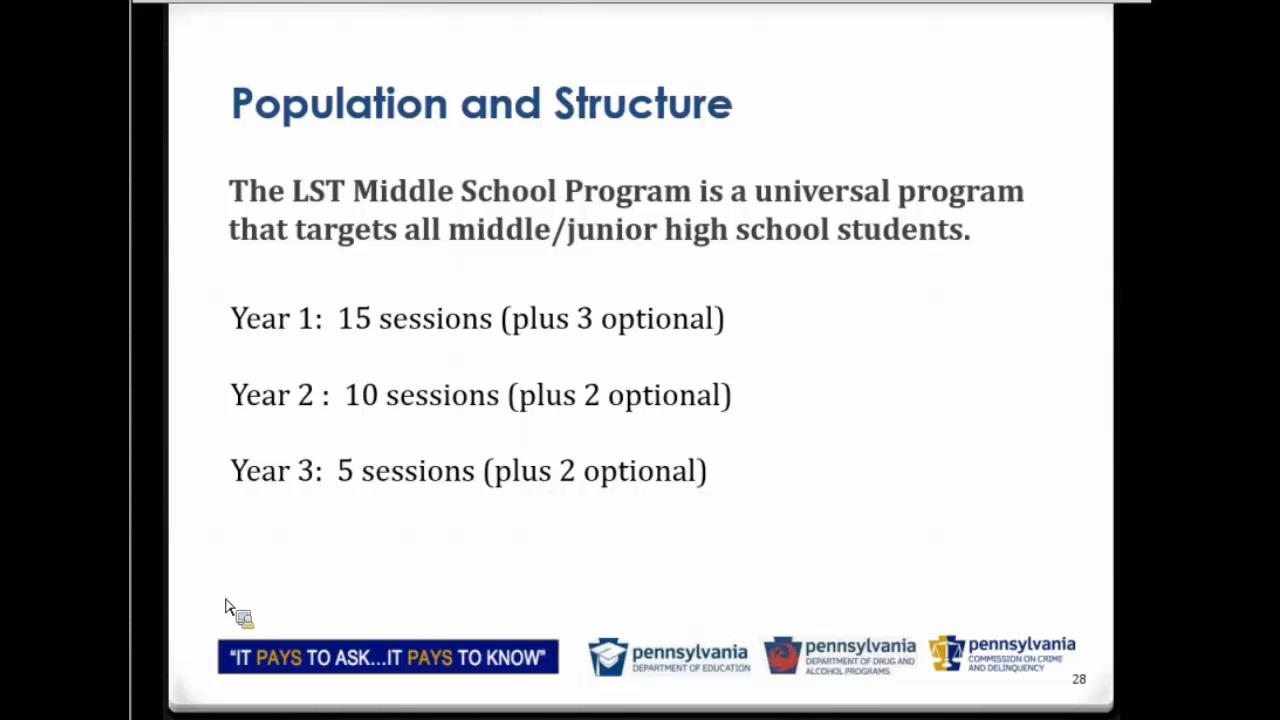 Population and Structure
The LST Middle School Program is a universal program
that targets all middle/junior high school students.
Year 1:  15 sessions (plus 3 optional)
Year 2 :  10 sessions (plus 2 optional)
Year 3:  5 sessions (plus 2 optional)
“IT PAYS TO ASK...IT PAYS TO KNOW”
pennsylvania
DEPARTMENT OF EDUCATION
pennsylvania
DEPARTMENT OF DRUG AND
ALCOHOL PROGRAMS
pennsylvania
COMMISSION ON CRIME
AND DELINQUENCY
28